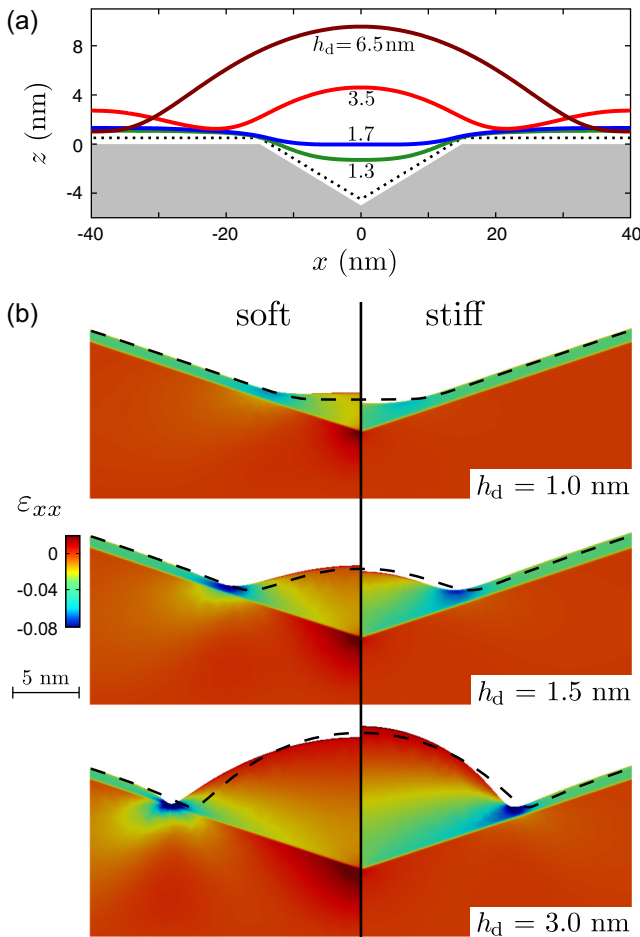 (a)
z (nm)
8
4
0
-4
h_d = 6.5 nm
3.5
1.7
1.3
-40
-20
0
20
40
x (nm)
(b)
soft
stiff
h_d = 1.0 nm
ε_xx
0
-0.04
-0.08
5 nm
h_d = 1.5 nm
h_d = 3.0 nm